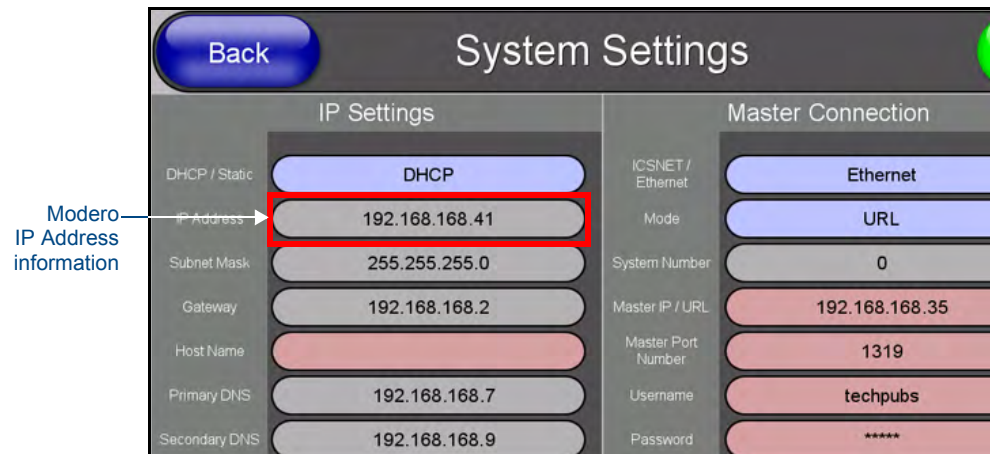 Back
System Settings
IP Settings
DHCP / Static
DHCP
IP Address
192.168.168.41
Subnet Mask
255.255.255.0
Gateway
192.168.168.2
Host Name
Primary DNS
192.168.168.7
Secondary DNS
192.168.168.9
Master Connection
ICSNET /
Ethernet
Ethernet
Mode
URL
System Number
0
Master IP / URL
192.168.168.35
Master Port
Number
1319
Username
techpubs
Password
*****
Modero
IP Address
information